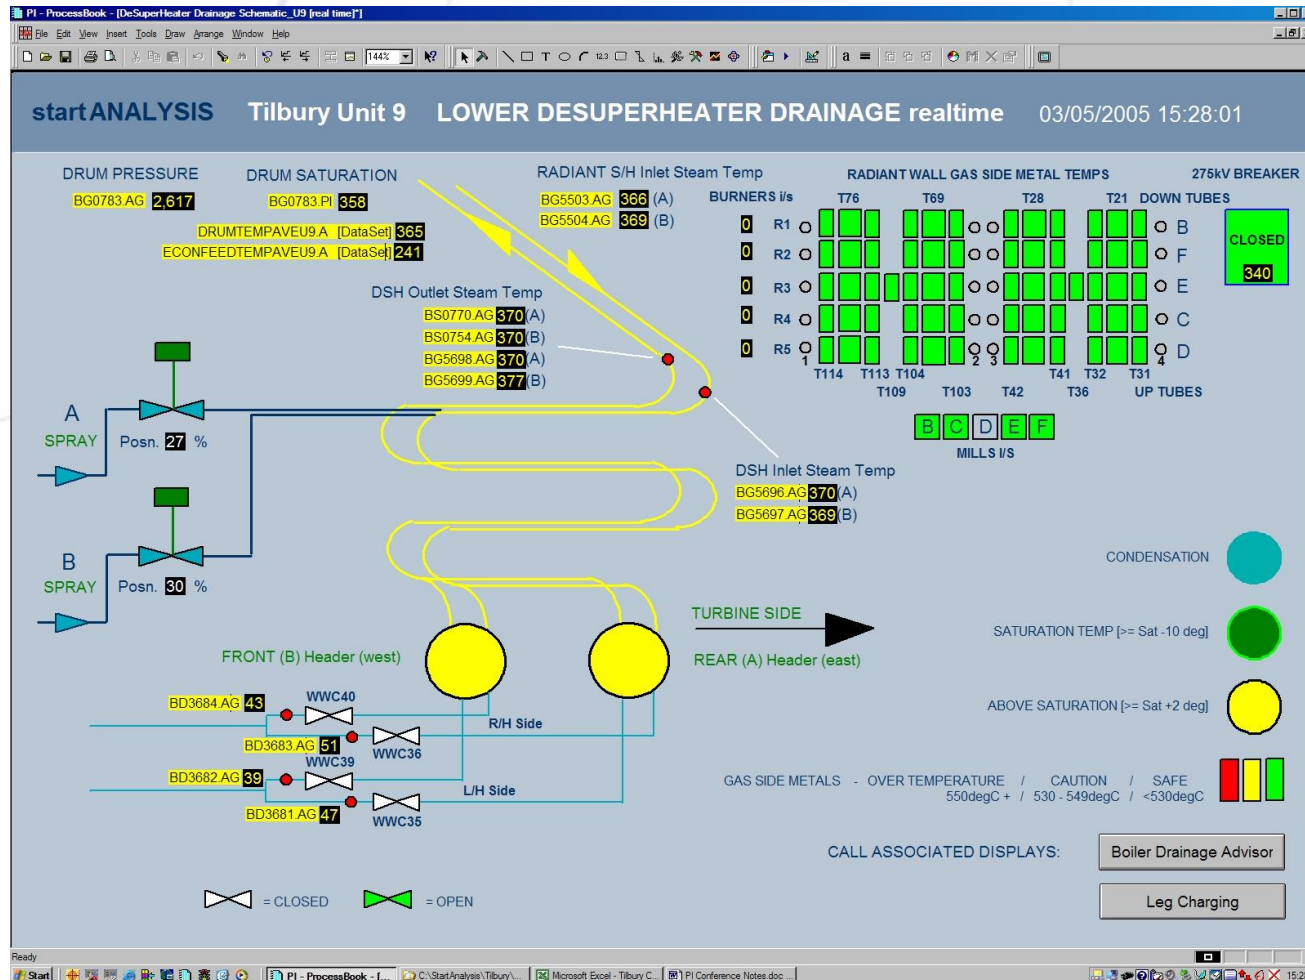 PI - ProcessBook - [DeSuperHeater Drainage Schematic_U9 [real time]*]
File Edit View Insert Tools Draw Arrange Window Help
144%
startANALYSIS Tilbury Unit 9 LOWER DESUPERHEATER DRAINAGE realtime 03/05/2005 15:28:01
DRUM PRESSURE
BG0783.AG 2,617
DRUM SATURATION
BG0783.PI 358
DRUMTEMPAVEU9.A [DataSet] 365
ECONFEEDTEMPAVEU9.A [DataSet] 241
RADIANT S/H Inlet Steam Temp
BG5503.AG 366 (A)
BG5504.AG 369 (B)
RADIANT WALL GAS SIDE METAL TEMPS
BURNERS i/s T76 T69 T28 T21 DOWN TUBES
0 R1 B
0 R2 F
0 R3 E
0 R4 C
0 R5 1 2 3 4 D
T114 T113 T104 T41 T32 T31
T109 T103 T42 T36 UP TUBES
275kV BREAKER
CLOSED
340
B C D E F
MILLS I/S
DSH Outlet Steam Temp
BS0770.AG 370 (A)
BS0754.AG 370 (B)
BG5698.AG 370 (A)
BG5699.AG 377 (B)
A
SPRAY Posn. 27 %
B
SPRAY Posn. 30 %
DSH Inlet Steam Temp
BG5696.AG 370 (A)
BG5697.AG 369 (B)
CONDENSATION
SATURATION TEMP [>= Sat -10 deg]
ABOVE SATURATION [>= Sat +2 deg]
TURBINE SIDE
REAR (A) Header (east)
FRONT (B) Header (west)
BD3684.AG 43 WWC40
R/H Side
BD3683.AG 51 WWC36
BD3682.AG 39 WWC39
L/H Side
BD3681.AG 47 WWC35
GAS SIDE METALS - OVER TEMPERATURE / CAUTION / SAFE
550degC + / 530 - 549degC / <530degC
CALL ASSOCIATED DISPLAYS:
Boiler Drainage Advisor
Leg Charging
= CLOSED = OPEN
Ready
Start PI - ProcessBook - [... C:\StartAnalysis\Tilbury\... Microsoft Excel - Tilbury C... PI Conference Notes.doc ...